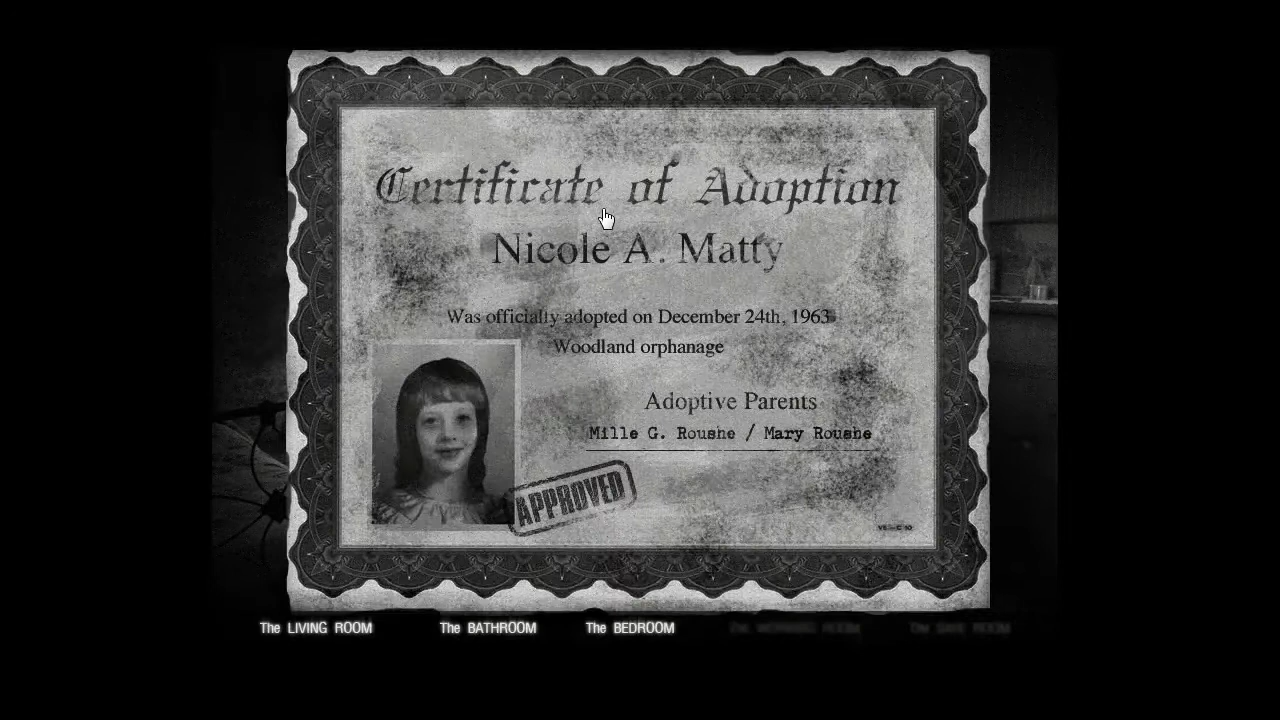 Certificate of Adoption
Nicole A. Matty
Was officially adopted on December 24th, 1963
Woodland orphanage
Adoptive Parents
Mille G. Roushe / Mary Roushe
APPROVED
The LIVING ROOM The BATHROOM The BEDROOM